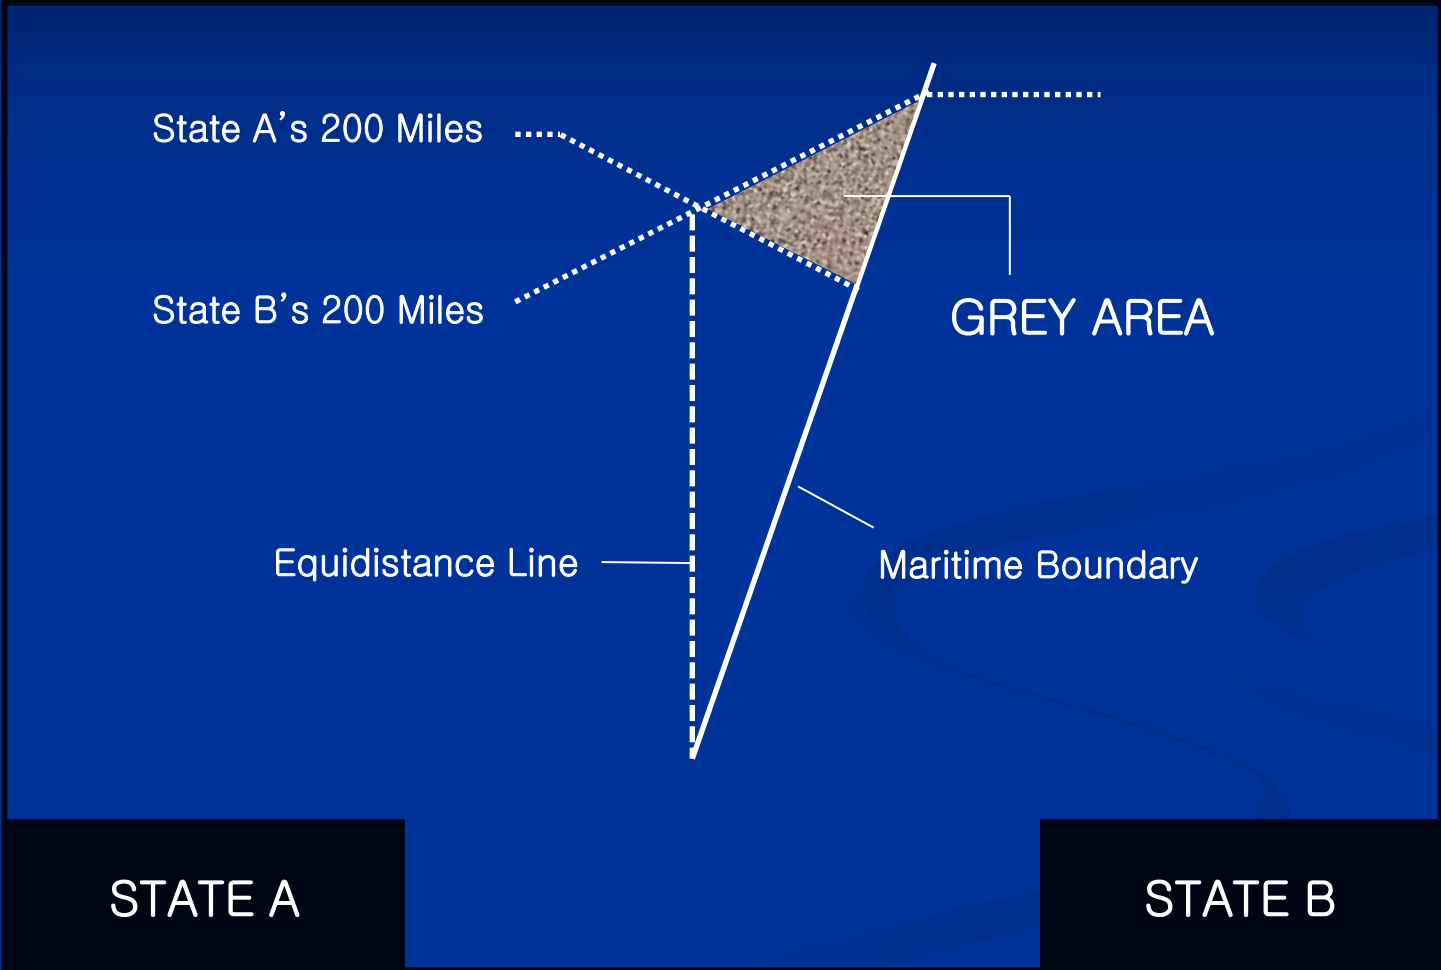 State A’s 200 Miles
State B’s 200 Miles
GREY AREA
Equidistance Line
Maritime Boundary
STATE A
STATE B